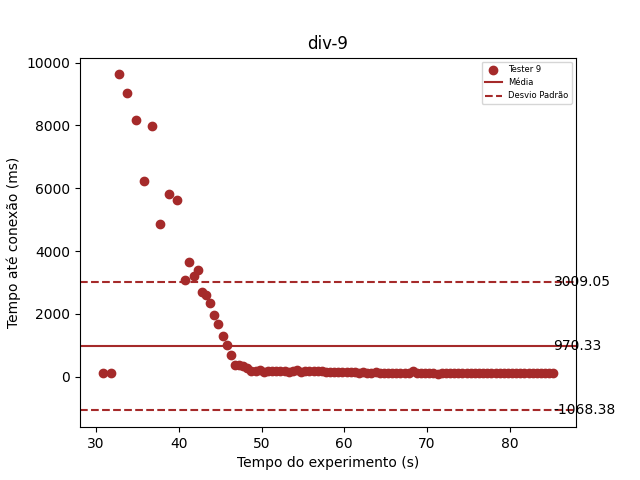 div-9
Tester 9
Média
Desvio Padrão
Tempo até conexão (ms)
10000
8000
6000
4000
2000
0
3009.05
970.33
-1068.38
30 40 50 60 70 80
Tempo do experimento (s)